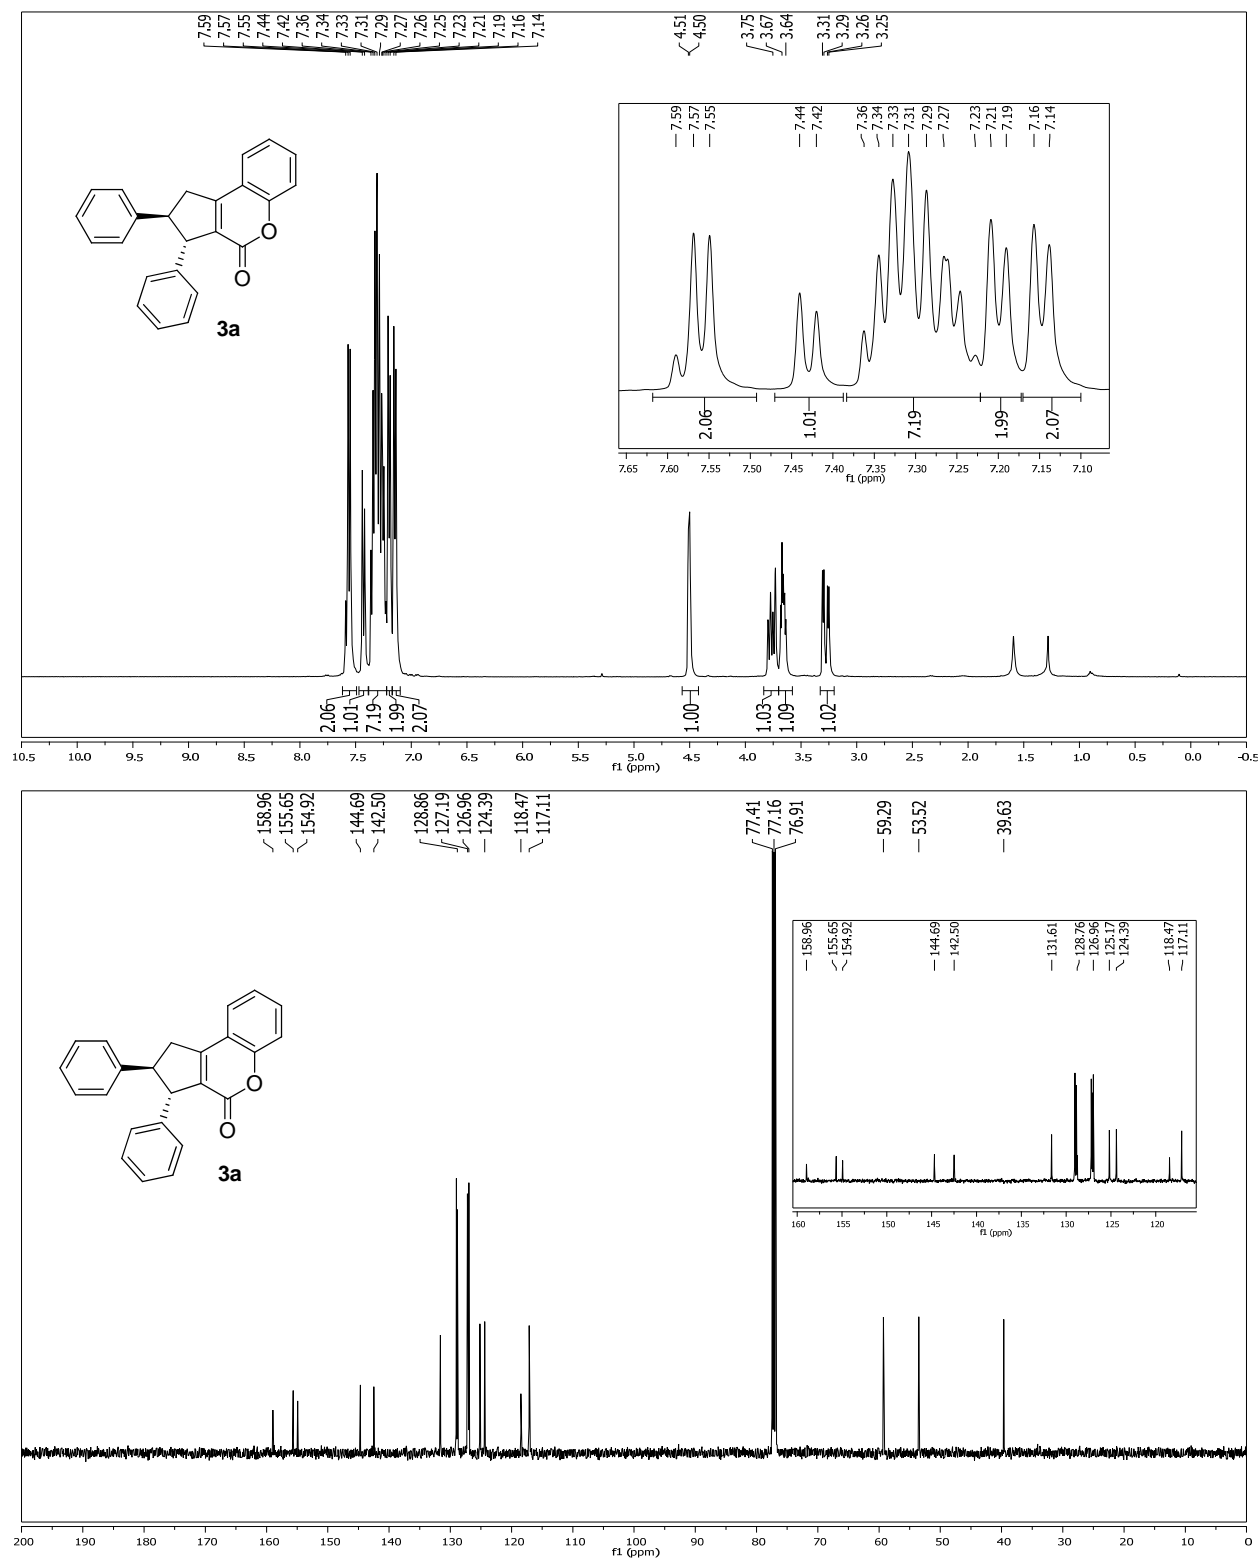 7.59 7.57 7.55 7.44 7.42 7.36 7.34 7.33 7.31 7.29 7.27 7.26 7.25 7.23 7.21 7.19 7.16 7.14 4.51 4.50 3.75 3.67 3.64 3.31 3.29 3.26 3.25
7.59 7.57 7.55 7.44 7.42 7.36 7.34 7.33 7.31 7.29 7.27 7.23 7.21 7.19 7.16 7.14
O
O
3a
2.06 1.01 7.19 1.99 2.07
7.65 7.60 7.55 7.50 7.45 7.40 7.35 7.30 7.25 7.20 7.15 7.10
f1 (ppm)
2.06 1.01 7.19 1.99 2.07 1.00 1.03 1.09 1.02
10.5 10.0 9.5 9.0 8.5 8.0 7.5 7.0 6.5 6.0 5.5 5.0 4.5 4.0 3.5 3.0 2.5 2.0 1.5 1.0 0.5 0.0 -0.5
f1 (ppm)
158.96 155.65 154.92 144.69 142.50 128.86 127.19 126.96 124.39 118.47 117.11 77.41 77.16 76.91 59.29 53.52 39.63
158.96 155.65 154.92 144.69 142.50 131.61 128.76 126.96 125.17 124.39 118.47 117.11
O
O
3a
160 155 150 145 140 135 130 125 120
f1 (ppm)
200 190 180 170 160 150 140 130 120 110 100 90 80 70 60 50 40 30 20 10 0
f1 (ppm)